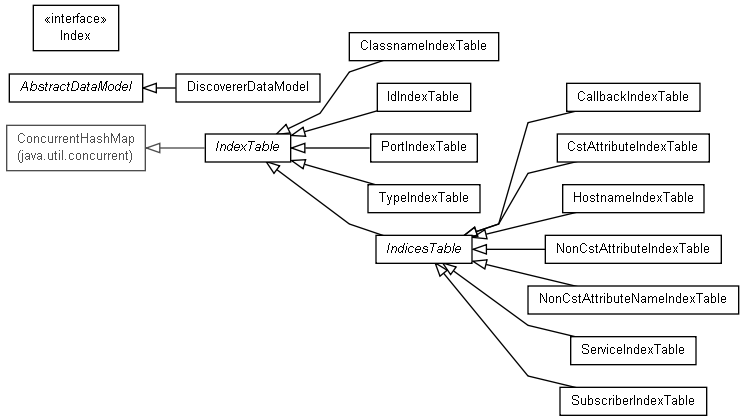 «interface»
Index
AbstractDataModel
DiscovererDataModel
ConcurrentHashMap
(java.util.concurrent)
IndexTable
ClassnameIndexTable
IdIndexTable
PortIndexTable
TypeIndexTable
IndicesTable
CallbackIndexTable
CstAttributeIndexTable
HostnameIndexTable
NonCstAttributeIndexTable
NonCstAttributeNameIndexTable
ServiceIndexTable
SubscriberIndexTable